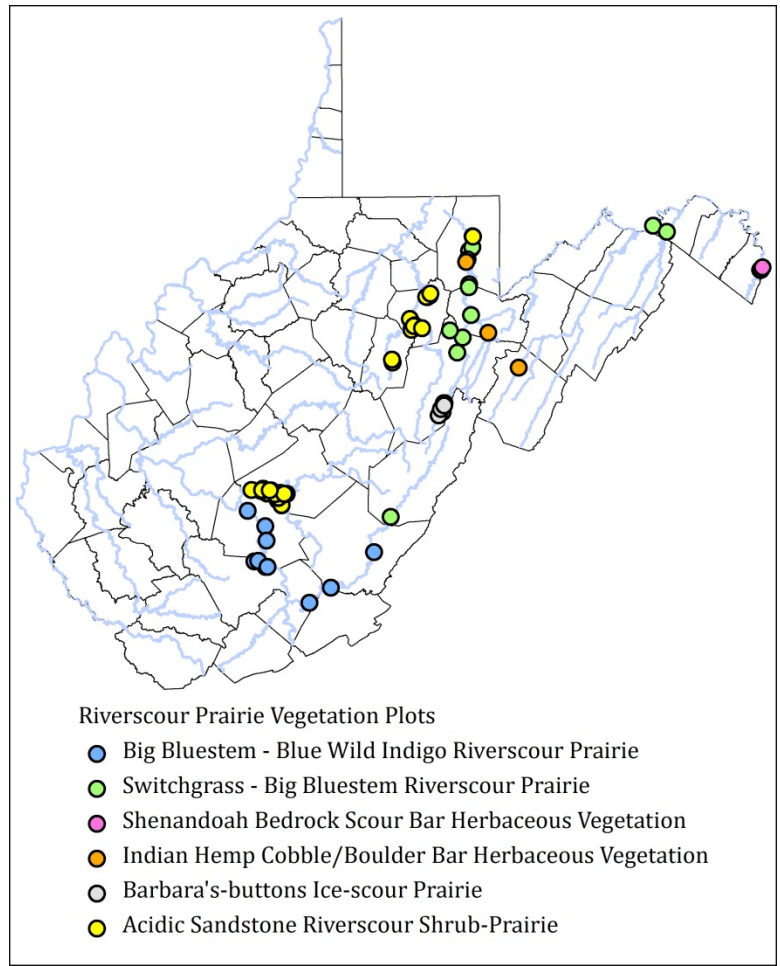 Riverscour Prairie Vegetation Plots
Big Bluestem - Blue Wild Indigo Riverscour Prairie
Switchgrass - Big Bluestem Riverscour Prairie
Shenandoah Bedrock Scour Bar Herbaceous Vegetation
Indian Hemp Cobble/Boulder Bar Herbaceous Vegetation
Barbara's-buttons Ice-scour Prairie
Acidic Sandstone Riverscour Shrub-Prairie